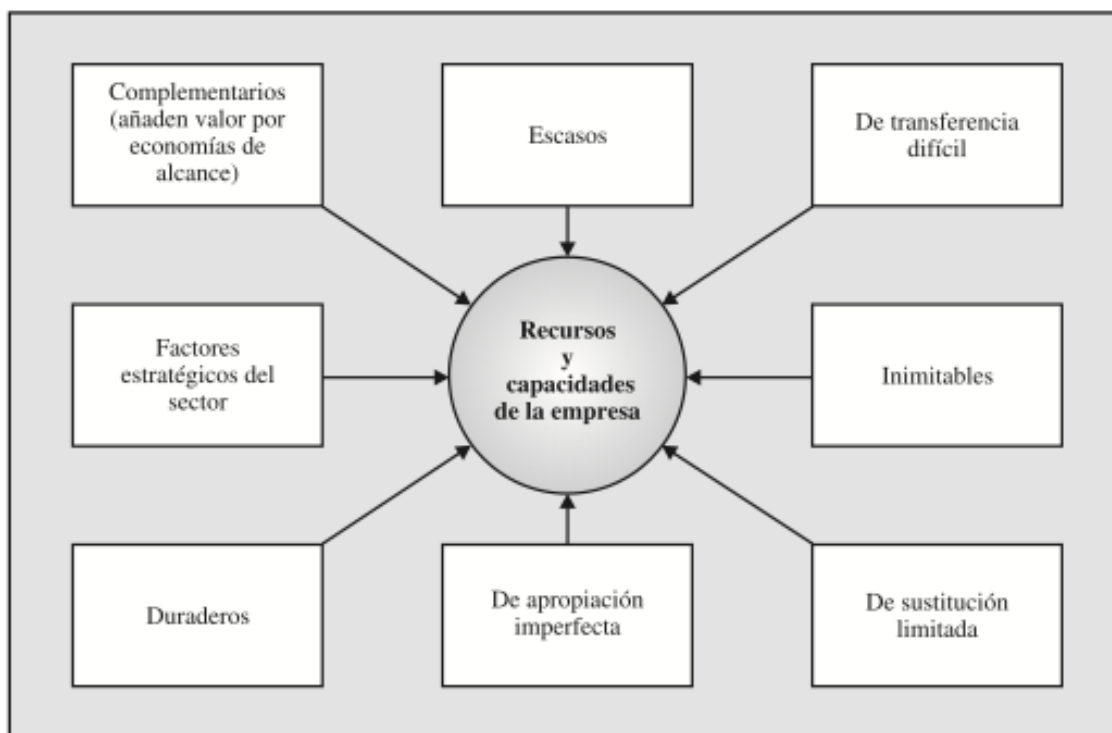 Complementarios
(añaden valor por
economías de
alcance)
Escasos
De transferencia
difícil
Factores
estratégicos del
sector
Recursos
y
capacidades
de la empresa
Inimitables
Duraderos
De apropiación
imperfecta
De sustitución
limitada